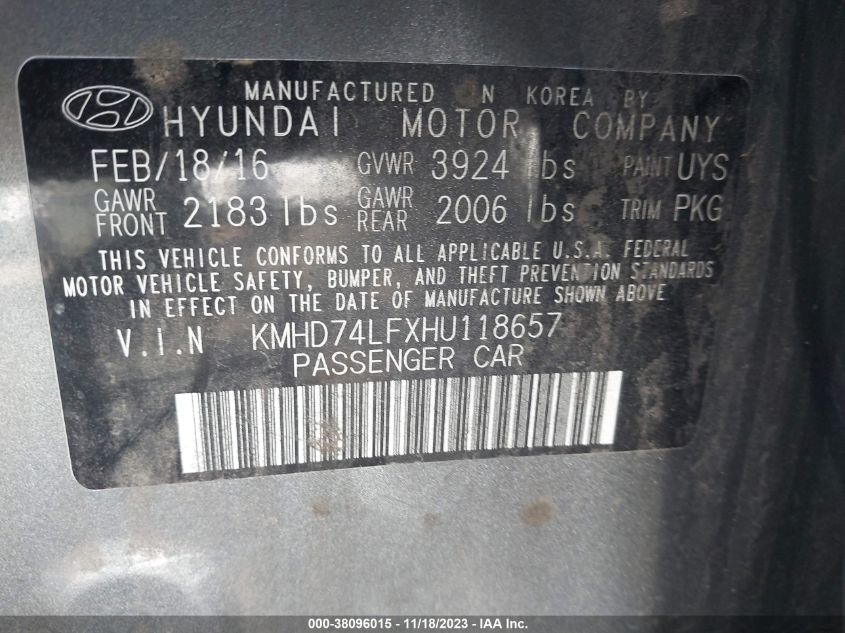 MANUFACTURED IN KOREA BY
HYUNDAI MOTOR COMPANY
FEB/18/16 GVWR 3924 lbs PAINT UYS
GAWR FRONT 2183 lbs GAWR REAR 2006 lbs TRIM PKG
THIS VEHICLE CONFORMS TO ALL APPLICABLE U.S.A. FEDERAL
MOTOR VEHICLE SAFETY, BUMPER, AND THEFT PREVENTION STANDARDS
IN EFFECT ON THE DATE OF MANUFACTURE SHOWN ABOVE
V.I.N KMHD74LFXHU118657
PASSENGER CAR
000-38096015 - 11/18/2023 - IAA Inc.